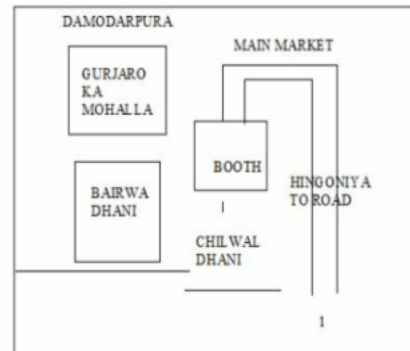 DAMODARPURA
MAIN MARKET
GURJARO
KA
MOHALLA
BOOTH
BAIRWA
DHANI
HINGONIYA
TO ROAD
CHILWAL
DHANI
1